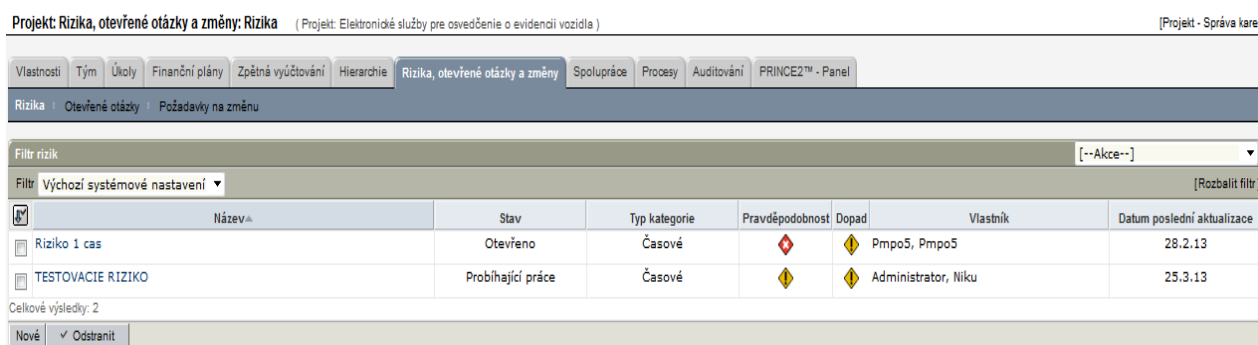 Projekt: Rizika, otevřené otázky a změny: Rizika ( Projekt: Elektronické služby pre osvedčenie o evidencii vozidla ) [Projekt - Správa kare
Vlastnosti Tým Úkoly Finanční plány Zpětná vyúčtování Hierarchie Rizika, otevřené otázky a změny Spolupráce Procesy Auditování PRINCE2™ - Panel
Rizika Otevřené otázky Požadavky na změnu
Filtr rizik [--Akce--]
Filtr Výchozí systémové nastavení [Rozbalit filtr]
Název Stav Typ kategorie Pravděpodobnost Dopad Vlastník Datum poslední aktualizace
Riziko 1 cas Otevřeno Časové Pmpo5, Pmpo5 28.2.13
TESTOVACIE RIZIKO Probíhající práce Časové Administrator, Niku 25.3.13
Celkové výsledky: 2
Nové Odstranit